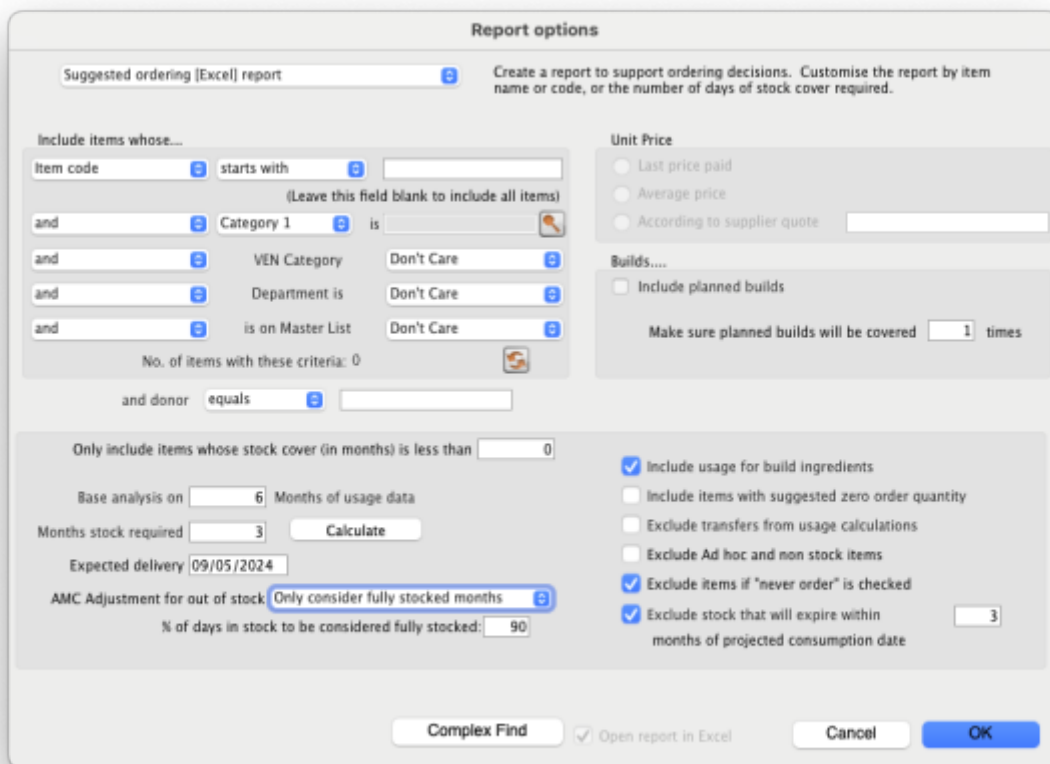 Report options
Suggested ordering [Excel] report
Create a report to support ordering decisions. Customise the report by item
name or code, or the number of days of stock cover required.
Include items whose....
Item code starts with
(Leave this field blank to include all items)
and Category 1 is
and VEN Category Don't Care
and Department is Don't Care
and is on Master List Don't Care
No. of items with these criteria: 0
and donor equals
Unit Price
Last price paid
Average price
According to supplier quote
Builds....
Include planned builds
Make sure planned builds will be covered 1 times
Only include items whose stock cover (in months) is less than 0
Base analysis on 6 Months of usage data
Months stock required 3 Calculate
Expected delivery 09/05/2024
AMC Adjustment for out of stock Only consider fully stocked months
% of days in stock to be considered fully stocked: 90
Include usage for build ingredients
Include items with suggested zero order quantity
Exclude transfers from usage calculations
Exclude Ad hoc and non stock items
Exclude items if "never order" is checked
Exclude stock that will expire within 3
months of projected consumption date
Complex Find Open report in Excel Cancel OK